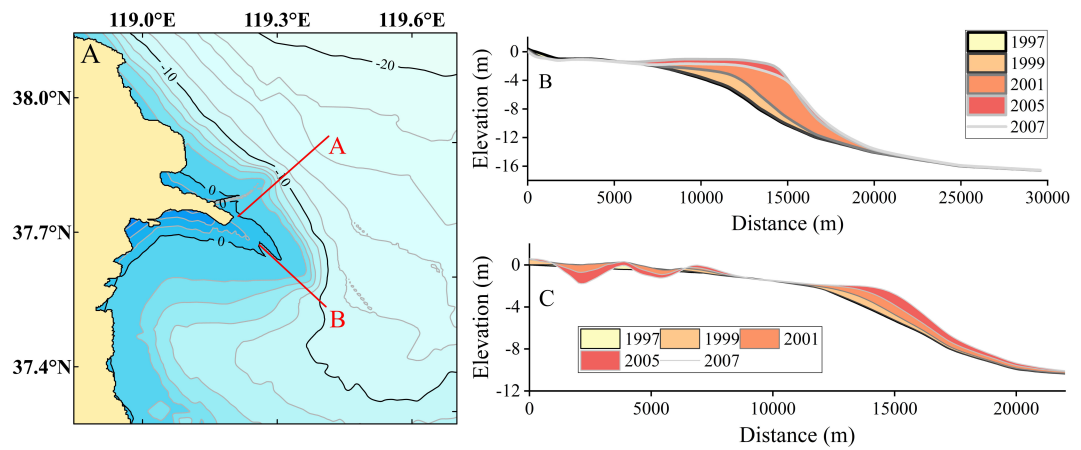 119.0°E 119.3°E 119.6°E
38.0°N
37.7°N
37.4°N
A
-10
-20
-10
0
0
0
A
B
B
Elevation (m)
0
-4
-8
-12
-16
0 5000 10000 15000 20000 25000 30000
Distance (m)
1997
1999
2001
2005
2007
C
Elevation (m)
0
-4
-8
-12
0 5000 10000 15000 20000
Distance (m)
1997 1999 2001
2005 2007